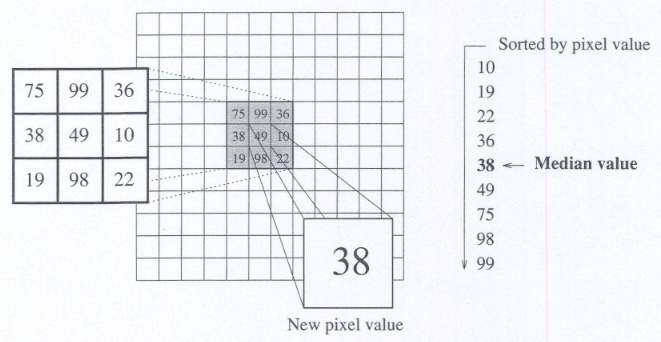 75 99 36
38 49 10
19 98 22
75 99 36
38 49 10
19 98 22
38
New pixel value
Sorted by pixel value
10
19
22
36
38 Median value
49
75
98
99